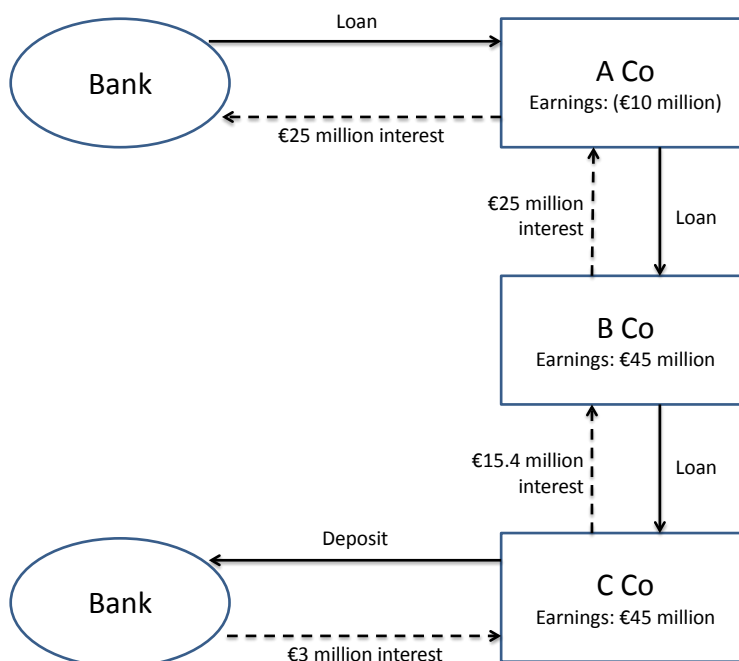 Loan
Bank
A Co
Earnings: (€10 million)
€25 million interest
€25 million
interest
Loan
B Co
Earnings: €45 million
€15.4 million
interest
Loan
Deposit
Bank
C Co
Earnings: €45 million
€3 million interest